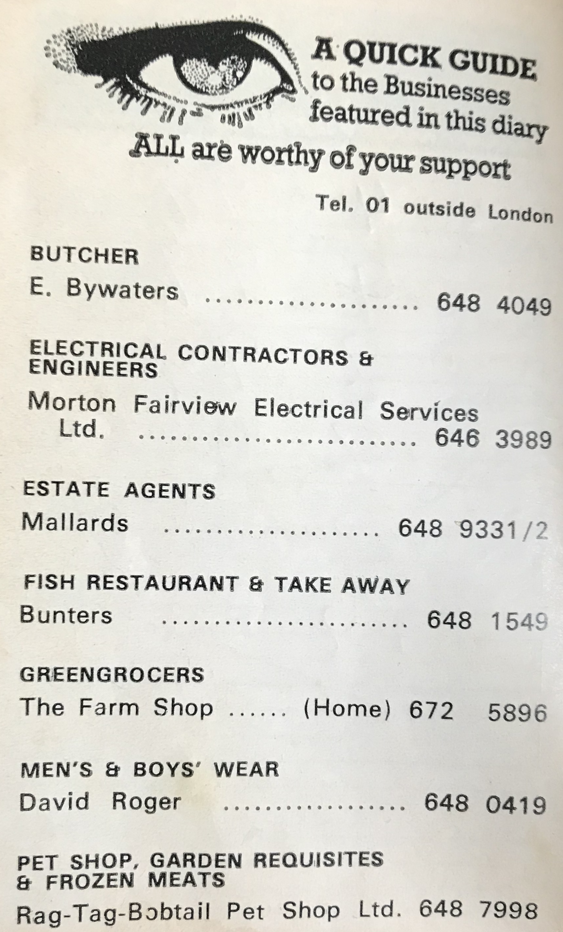 A QUICK GUIDE
to the Businesses
featured in this diary
ALL are worthy of your support
Tel. 01 outside London
BUTCHER
E. Bywaters ..................... 648 4049
ELECTRICAL CONTRACTORS &
ENGINEERS
Morton Fairview Electrical Services
Ltd. ........................... 646 3989
ESTATE AGENTS
Mallards ..................... 648 9331/2
FISH RESTAURANT & TAKE AWAY
Bunters ........................ 648 1549
GREENGROCERS
The Farm Shop ...... (Home) 672 5896
MEN'S & BOYS' WEAR
David Roger .................. 648 0419
PET SHOP, GARDEN REQUISITES
& FROZEN MEATS
Rag-Tag-Bobtail Pet Shop Ltd. 648 7998